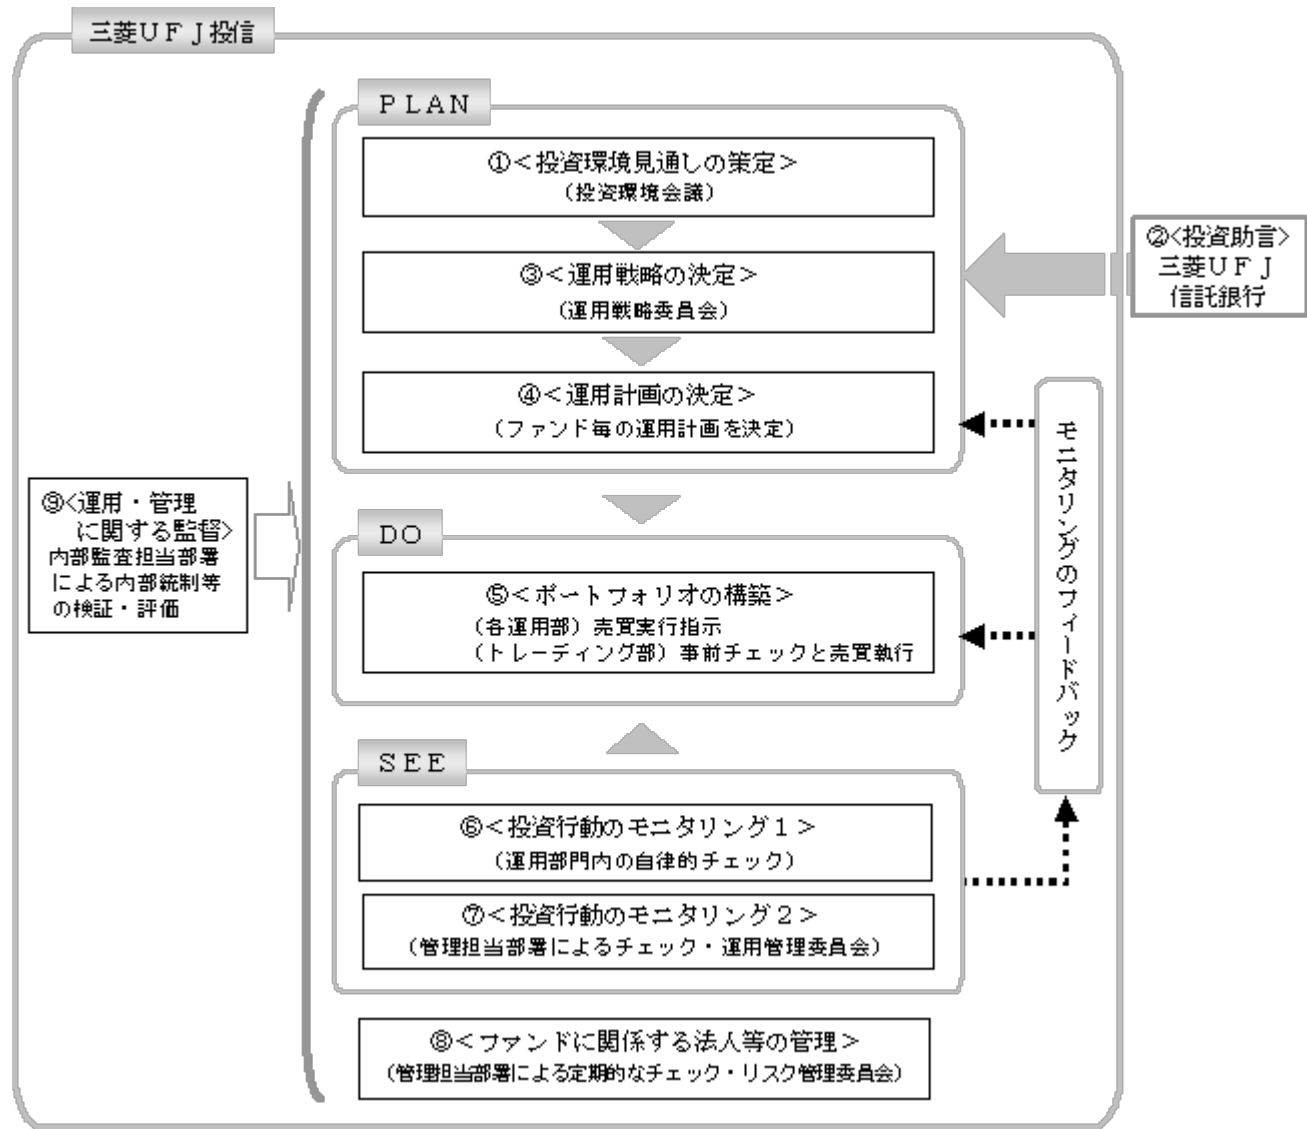 三菱ＵＦＪ投信
ＰＬＡＮ
①＜投資環境見通しの策定＞
（投資環境会議）
②<投資助言>
三菱ＵＦＪ
信託銀行
③＜運用戦略の決定＞
（運用戦略委員会）
④＜運用計画の決定＞
（ファンド毎の運用計画を決定）
モニタリングのフィードバック
⑨<運用・管理
に関する監督>
内部監査担当部署
による内部統制等
の検証・評価
ＤＯ
⑤＜ポートフォリオの構築＞
（各運用部）売買実行指示
（トレーディング部）事前チェックと売買執行
ＳＥＥ
⑥＜投資行動のモニタリング１＞
（運用部門内の自律的チェック）
⑦＜投資行動のモニタリング２＞
（管理担当部署によるチェック・運用管理委員会）
⑧＜ファンドに関係する法人等の管理＞
（管理担当部署による定期的なチェック・リスク管理委員会）